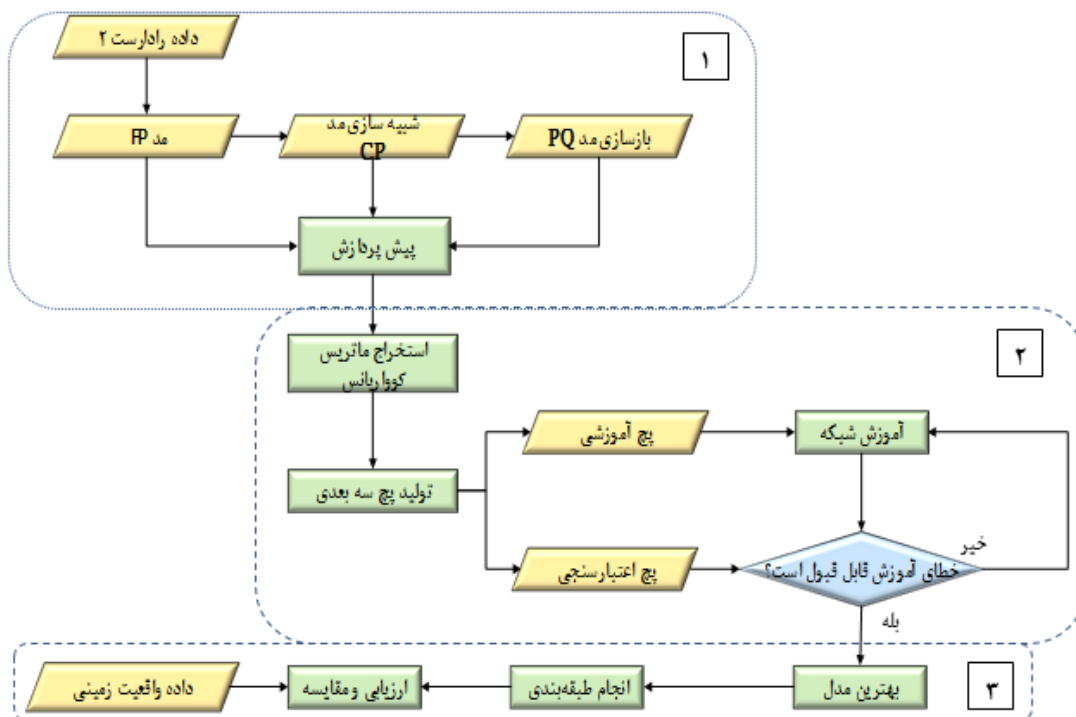 داده رادارست ۲
۱
مد FP
شبیه سازی مد
CP
بازسازی مد PQ
پیش پردازش
۲
استخراج ماتریس
کوواریانس
پچ آموزشی
آموزش شبکه
تولید پچ سه بعدی
خیر
پچ اعتبارسنجی
خطای آموزش قابل قبول است؟
بله
داده واقعیت زمینی
ارزیابی و مقایسه
انجام طبقه‌بندی
بهترین مدل
۳